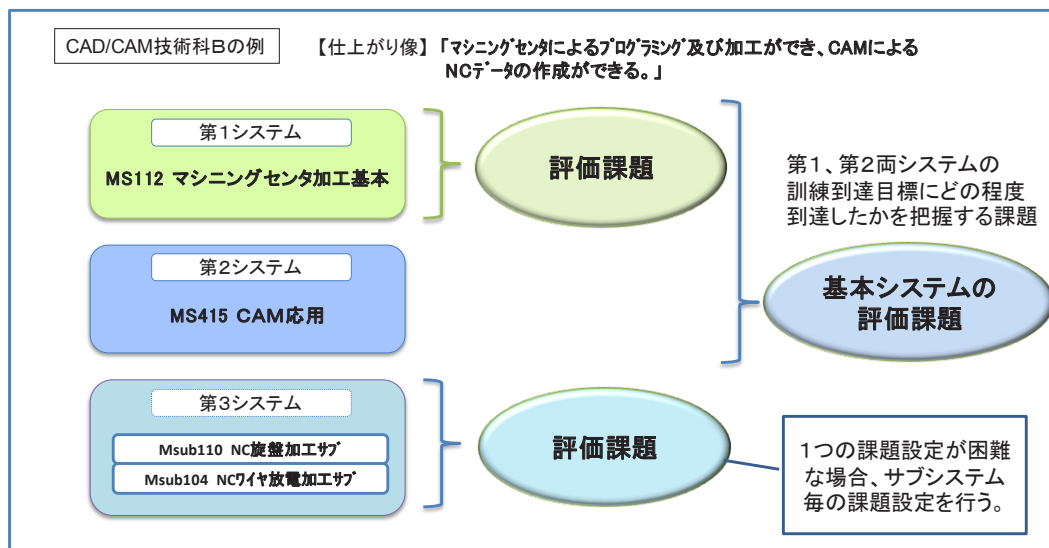 CAD/CAM技術科Bの例
【仕上がり像】「ﾏｼﾆﾝｸﾞｾﾝﾀによるﾌﾟﾛｸﾞﾗﾐﾝｸﾞ及び加工ができ、CAMによる
NCﾃﾞｰﾀの作成ができる。」
第１システム
MS112 マシニングセンタ加工基本
評価課題
第１、第２両システムの
訓練到達目標にどの程度
到達したかを把握する課題
第２システム
MS415 CAM応用
基本システムの
評価課題
第３システム
Msub110 NC旋盤加工ｻﾌﾞ
Msub104 NCﾜｲﾔ放電加工ｻﾌﾞ
評価課題
１つの課題設定が困難
な場合、サブシステム
毎の課題設定を行う。